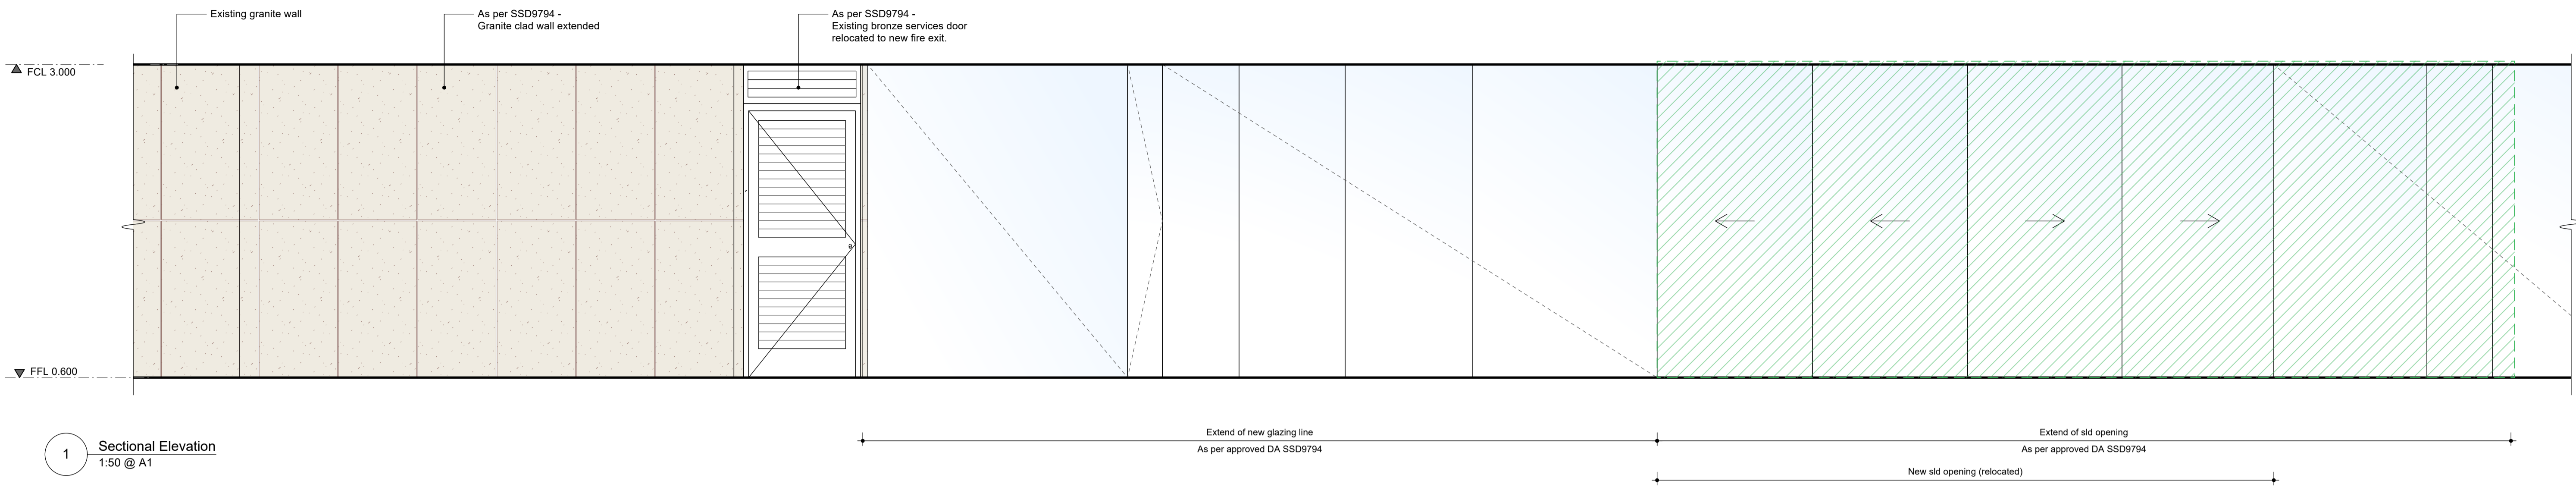 Existing granite wall
As per SSD9794 -
Granite clad wall extended
As per SSD9794 -
Existing bronze services door
relocated to new fire exit.
FCL 3.000
FFL 0.600
1
Sectional Elevation
1:50 @ A1
Extend of new glazing line
As per approved DA SSD9794
Extend of sld opening
As per approved DA SSD9794
New sld opening (relocated)